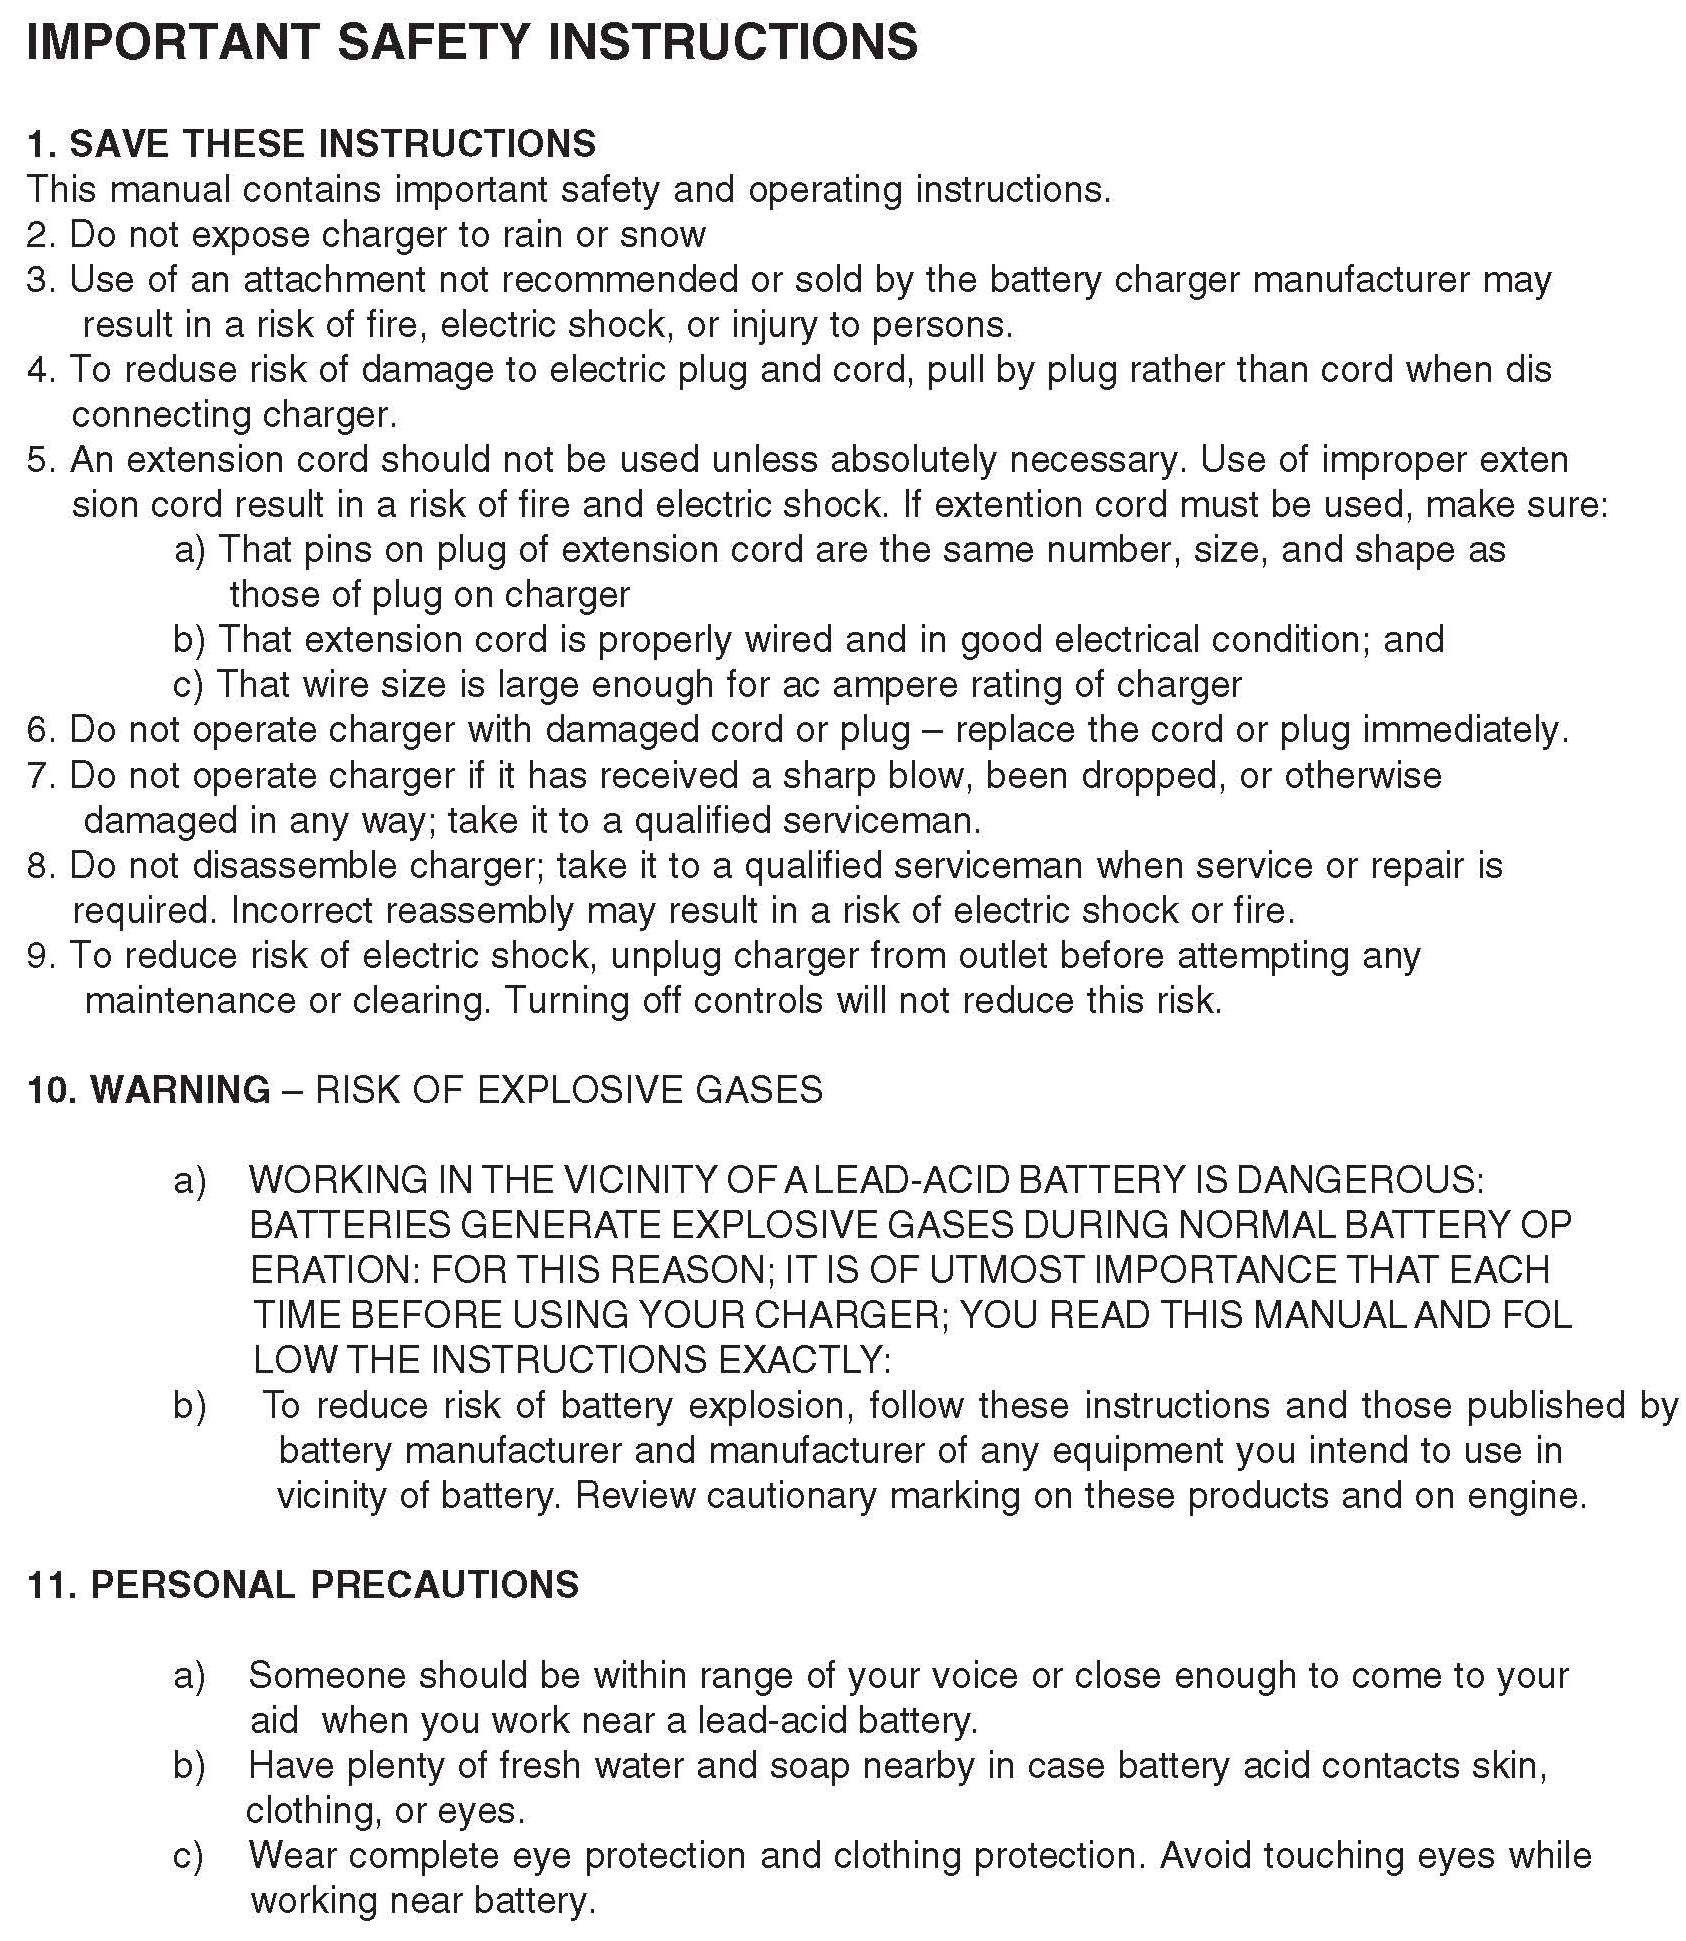 IMPORTANT SAFETY INSTRUCTIONS
1. SAVE THESE INSTRUCTIONS
This manual contains important safety and operating instructions.
2. Do not expose charger to rain or snow
3. Use of an attachment not recommended or sold by the battery charger manufacturer may
result in a risk of fire, electric shock, or injury to persons.
4. To reduse risk of damage to electric plug and cord, pull by plug rather than cord when dis
connecting charger.
5. An extension cord should not be used unless absolutely necessary. Use of improper exten
sion cord result in a risk of fire and electric shock. If extention cord must be used, make sure:
a) That pins on plug of extension cord are the same number, size, and shape as
those of plug on charger
b) That extension cord is properly wired and in good electrical condition; and
c) That wire size is large enough for ac ampere rating of charger
6. Do not operate charger with damaged cord or plug – replace the cord or plug immediately.
7. Do not operate charger if it has received a sharp blow, been dropped, or otherwise
damaged in any way; take it to a qualified serviceman.
8. Do not disassemble charger; take it to a qualified serviceman when service or repair is
required. Incorrect reassembly may result in a risk of electric shock or fire.
9. To reduce risk of electric shock, unplug charger from outlet before attempting any
maintenance or clearing. Turning off controls will not reduce this risk.
10. WARNING – RISK OF EXPLOSIVE GASES
a) WORKING IN THE VICINITY OF A LEAD-ACID BATTERY IS DANGEROUS:
BATTERIES GENERATE EXPLOSIVE GASES DURING NORMAL BATTERY OP
ERATION: FOR THIS REASON; IT IS OF UTMOST IMPORTANCE THAT EACH
TIME BEFORE USING YOUR CHARGER; YOU READ THIS MANUAL AND FOL
LOW THE INSTRUCTIONS EXACTLY:
b) To reduce risk of battery explosion, follow these instructions and those published by
battery manufacturer and manufacturer of any equipment you intend to use in
vicinity of battery. Review cautionary marking on these products and on engine.
11. PERSONAL PRECAUTIONS
a) Someone should be within range of your voice or close enough to come to your
aid when you work near a lead-acid battery.
b) Have plenty of fresh water and soap nearby in case battery acid contacts skin,
clothing, or eyes.
c) Wear complete eye protection and clothing protection. Avoid touching eyes while
working near battery.